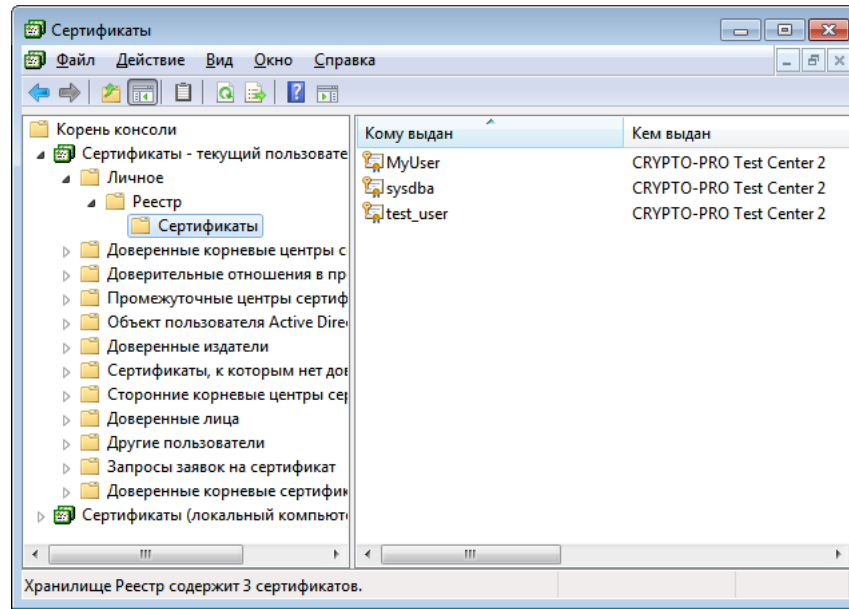 Сертификаты
Файл Действие Вид Окно Справка
Корень консоли
Сертификаты - текущий пользовате
Личное
Реестр
Сертификаты
Доверенные корневые центры с
Доверительные отношения в пр
Промежуточные центры сертиф
Объект пользователя Active Dire
Доверенные издатели
Сертификаты, к которым нет дов
Сторонние корневые центры сер
Доверенные лица
Другие пользователи
Запросы заявок на сертификат
Доверенные корневые сертифик
Сертификаты (локальный компьют
Кому выдан Кем выдан
MyUser CRYPTO-PRO Test Center 2
sysdba CRYPTO-PRO Test Center 2
test_user CRYPTO-PRO Test Center 2
Хранилище Реестр содержит 3 сертификатов.